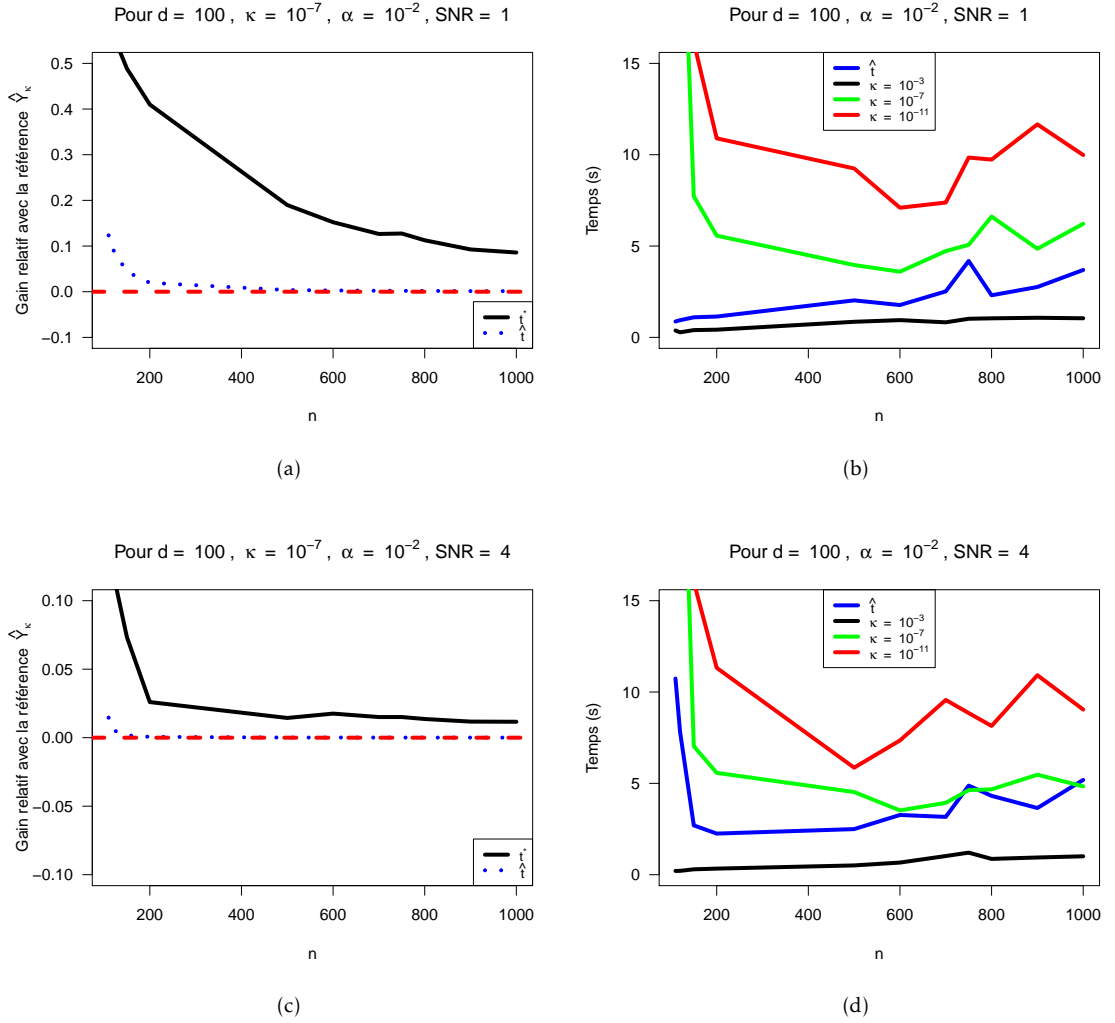 Pour d = 100 , κ = 10⁻⁷ , α = 10⁻² , SNR = 1
Gain relatif avec la référence Ŷ_κ
0.5
0.4
0.3
0.2
0.1
0.0
−0.1
t*
t̂
200 400 600 800 1000
n
(a)
Pour d = 100 , α = 10⁻² , SNR = 1
Temps (s)
15
10
5
0
t̂
κ = 10⁻³
κ = 10⁻⁷
κ = 10⁻¹¹
200 400 600 800 1000
n
(b)
Pour d = 100 , κ = 10⁻⁷ , α = 10⁻² , SNR = 4
Gain relatif avec la référence Ŷ_κ
0.10
0.05
0.00
−0.05
−0.10
t*
t̂
200 400 600 800 1000
n
(c)
Pour d = 100 , α = 10⁻² , SNR = 4
Temps (s)
15
10
5
0
t̂
κ = 10⁻³
κ = 10⁻⁷
κ = 10⁻¹¹
200 400 600 800 1000
n
(d)